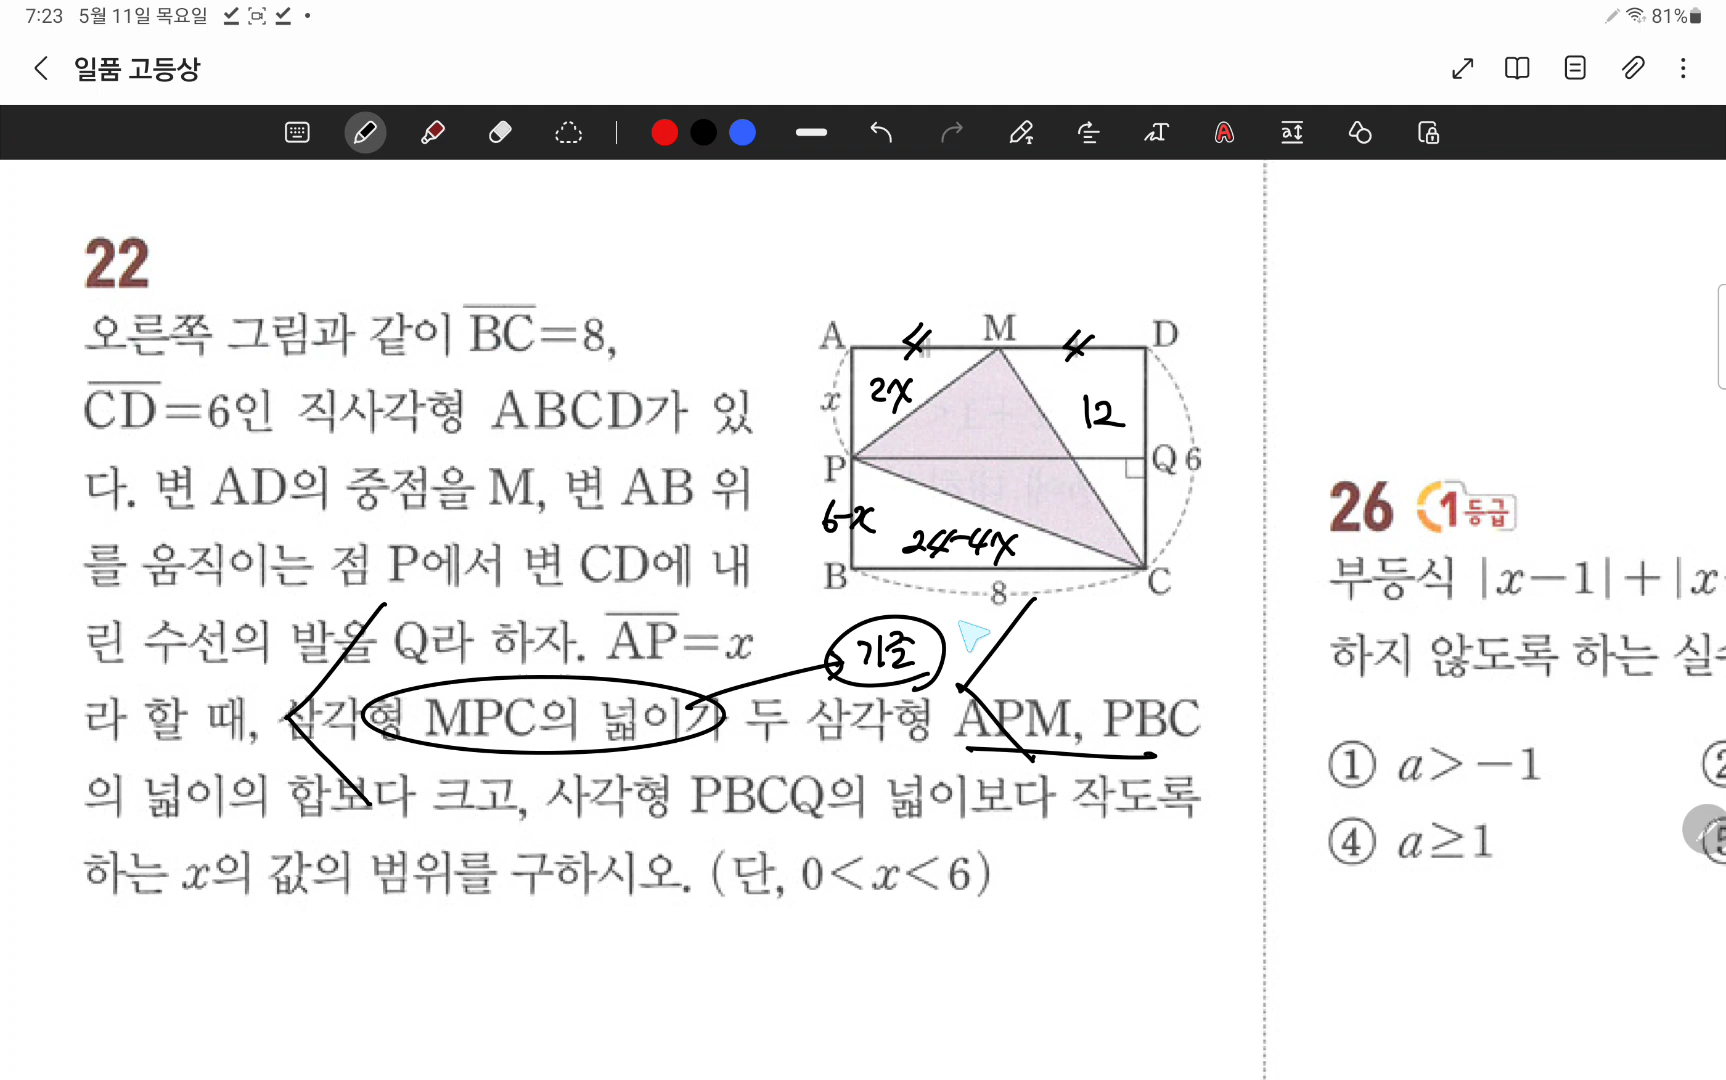 7:23 5월 11일 목요일
81%
일품 고등상
22
오른쪽 그림과 같이 BC=8,
CD=6인 직사각형 ABCD가 있
다. 변 AD의 중점을 M, 변 AB 위
를 움직이는 점 P에서 변 CD에 내
린 수선의 발을 Q라 하자. AP=x
라 할 때, 삼각형 MPC의 넓이가 두 삼각형 APM, PBC
의 넓이의 합보다 크고, 사각형 PBCQ의 넓이보다 작도록
하는 x의 값의 범위를 구하시오. (단, 0<x<6)
A 4 M 4 D
x 2x 12
P Q 6
6-x 24-4x
B 8 C
기준
26 1등급
부등식 |x-1|+|x
하지 않도록 하는 실수
① a>-1 ②
④ a≥1 ⑤